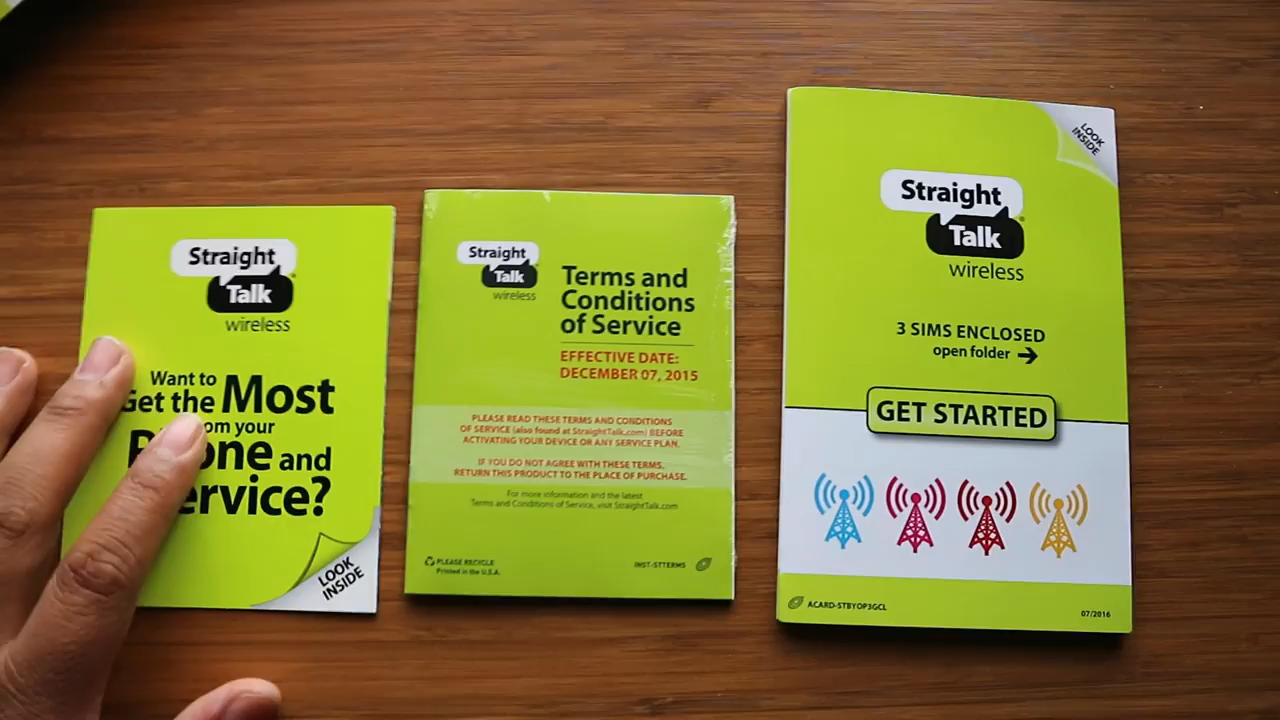 Straight
Talk
wireless
Want to
Get the Most
from your
Phone and
Service?
LOOK
INSIDE
Straight
Talk
wireless
Terms and
Conditions
of Service
EFFECTIVE DATE:
DECEMBER 07, 2015
PLEASE READ THESE TERMS AND CONDITIONS
OF SERVICE (also found at StraightTalk.com) BEFORE
ACTIVATING YOUR DEVICE OR ANY SERVICE PLAN.
IF YOU DO NOT AGREE WITH THESE TERMS,
RETURN THIS PRODUCT TO THE PLACE OF PURCHASE.
For more information and the latest
Terms and Conditions of Service, visit StraightTalk.com
PLEASE RECYCLE
Printed in the U.S.A.
INST-STTERMS
LOOK
INSIDE
Straight
Talk
wireless
3 SIMS ENCLOSED
open folder
GET STARTED
ACARD-STBYOP3GCL
07/2016